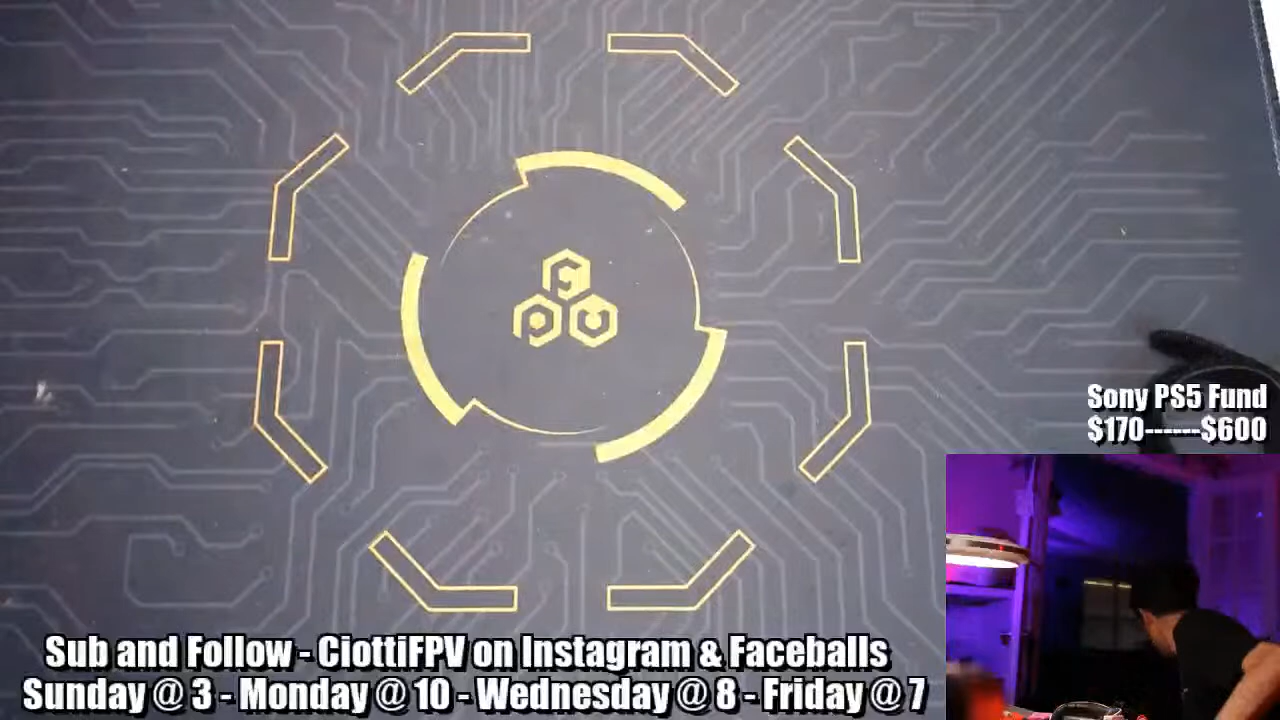 Sony PS5 Fund
$170------$600
Sub and Follow - CiottiFPV on Instagram & Faceballs
Sunday @ 3 - Monday @ 10 - Wednesday @ 8 - Friday @ 7